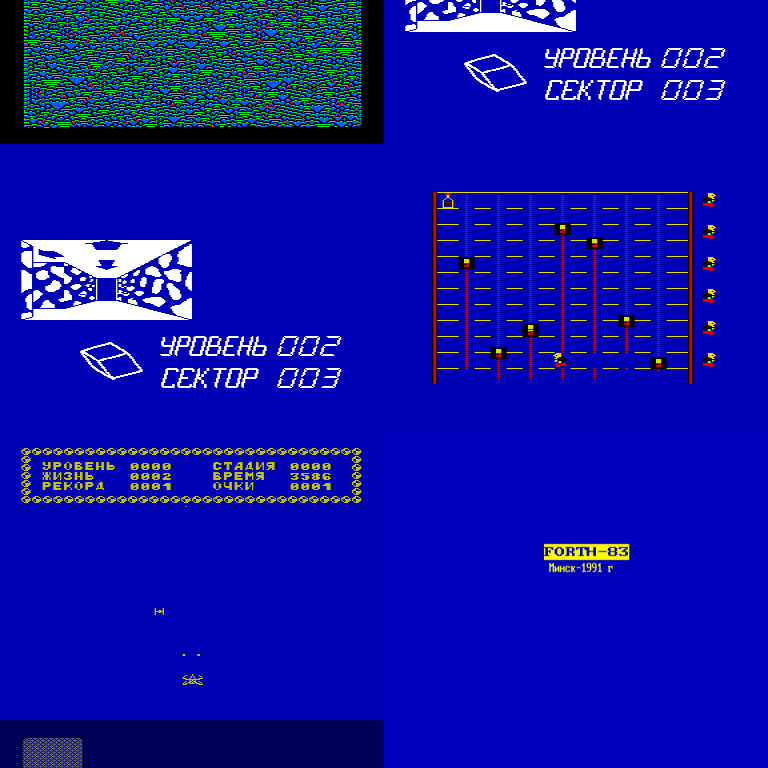 УРОВЕНЬ 002
СЕКТОР 003
УРОВЕНЬ 002
СЕКТОР 003
УРОВЕНЬ 0000 СТАДИЯ 0000
ЖИЗНЬ 0002 ВРЕМЯ 3586
РЕКОРД 0001 ОЧКИ 0001
FORTH-83
Минск-1991 г